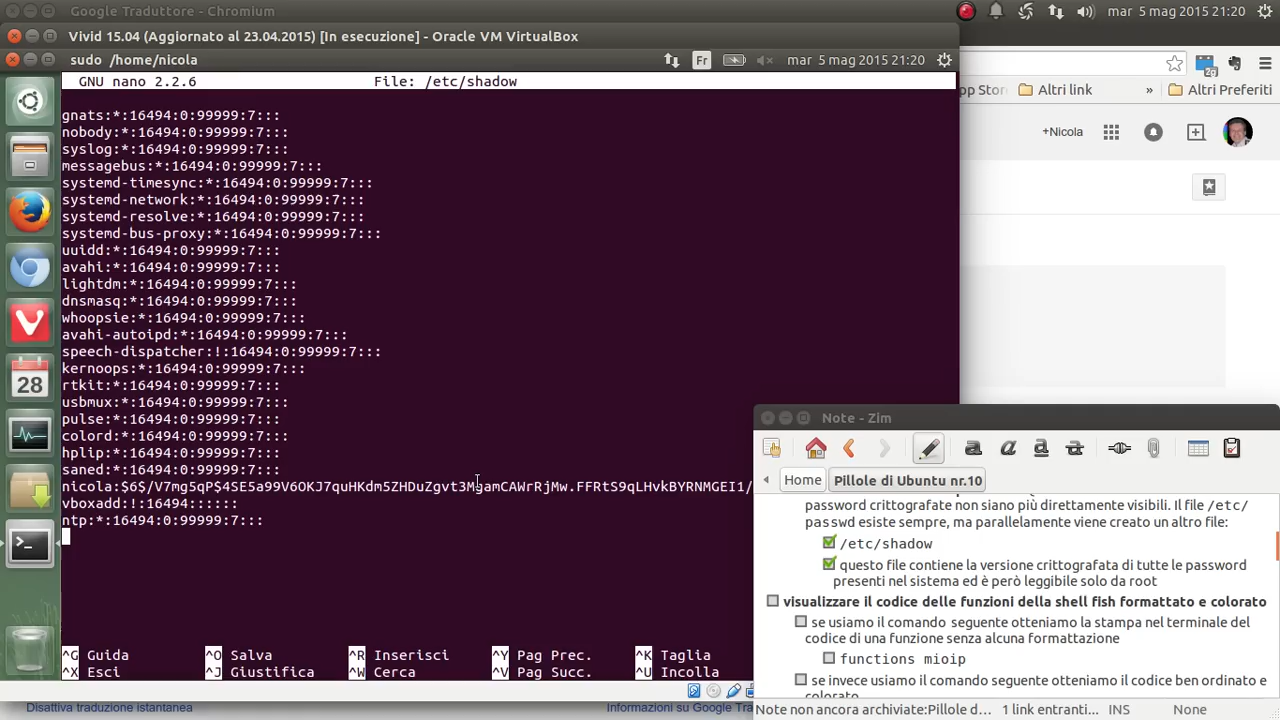 Google Traduttore - Chromium
mar 5 mag 2015 21:20
Vivid 15.04 (Aggiornato al 23.04.2015) [In esecuzione] - Oracle VM VirtualBox
sudo /home/nicola
Fr
mar 5 mag 2015 21:20
GNU nano 2.2.6 File: /etc/shadow
gnats:*:16494:0:99999:7:::
nobody:*:16494:0:99999:7:::
syslog:*:16494:0:99999:7:::
messagebus:*:16494:0:99999:7:::
systemd-timesync:*:16494:0:99999:7:::
systemd-network:*:16494:0:99999:7:::
systemd-resolve:*:16494:0:99999:7:::
systemd-bus-proxy:*:16494:0:99999:7:::
uuidd:*:16494:0:99999:7:::
avahi:*:16494:0:99999:7:::
lightdm:*:16494:0:99999:7:::
dnsmasq:*:16494:0:99999:7:::
whoopsie:*:16494:0:99999:7:::
avahi-autoipd:*:16494:0:99999:7:::
speech-dispatcher:!:16494:0:99999:7:::
kernoops:*:16494:0:99999:7:::
rtkit:*:16494:0:99999:7:::
usbmux:*:16494:0:99999:7:::
pulse:*:16494:0:99999:7:::
colord:*:16494:0:99999:7:::
hplip:*:16494:0:99999:7:::
saned:*:16494:0:99999:7:::
nicola:$6$/V7mg5qP$4SE5a99V6OKJ7quHKdm5ZHDuZgvt3MgamCAWrRjMw.FFRtS9qLHvkBYRNMGEI1/
vboxadd:!:16494::::::
ntp:*:16494:0:99999:7:::
^G Guida ^O Salva ^R Inserisci ^Y Pag Prec. ^K Taglia
^X Esci ^J Giustifica ^W Cerca ^V Pag Succ. ^U Incolla
28
2g
pp Store
Altri link
»
Altri Preferiti
+Nicola
Note - Zim
Home
Pillole di Ubuntu nr.10
password crittografate non siano più direttamente visibili. Il file /etc/
passwd esiste sempre, ma parallelamente viene creato un altro file:
/etc/shadow
questo file contiene la versione crittografata di tutte le password
presenti nel sistema ed è però leggibile solo da root
visualizzare il codice delle funzioni della shell fish formattato e colorato
se usiamo il comando seguente otteniamo la stampa nel terminale del
codice di una funzione senza alcuna formattazione
functions mioip
se invece usiamo il comando seguente otteniamo il codice ben ordinato e
colorato
Note non ancora archiviate:Pillole d... 1 link entranti... INS None
Disattiva traduzione istantanea
Informazioni su Google Tra